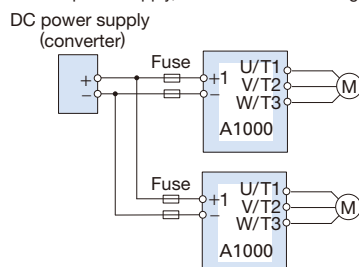 DC power supply
(converter)
Fuse
+
−
+1
−
U/T1
V/T2
W/T3
M
A1000
Fuse
+1
−
U/T1
V/T2
W/T3
M
A1000